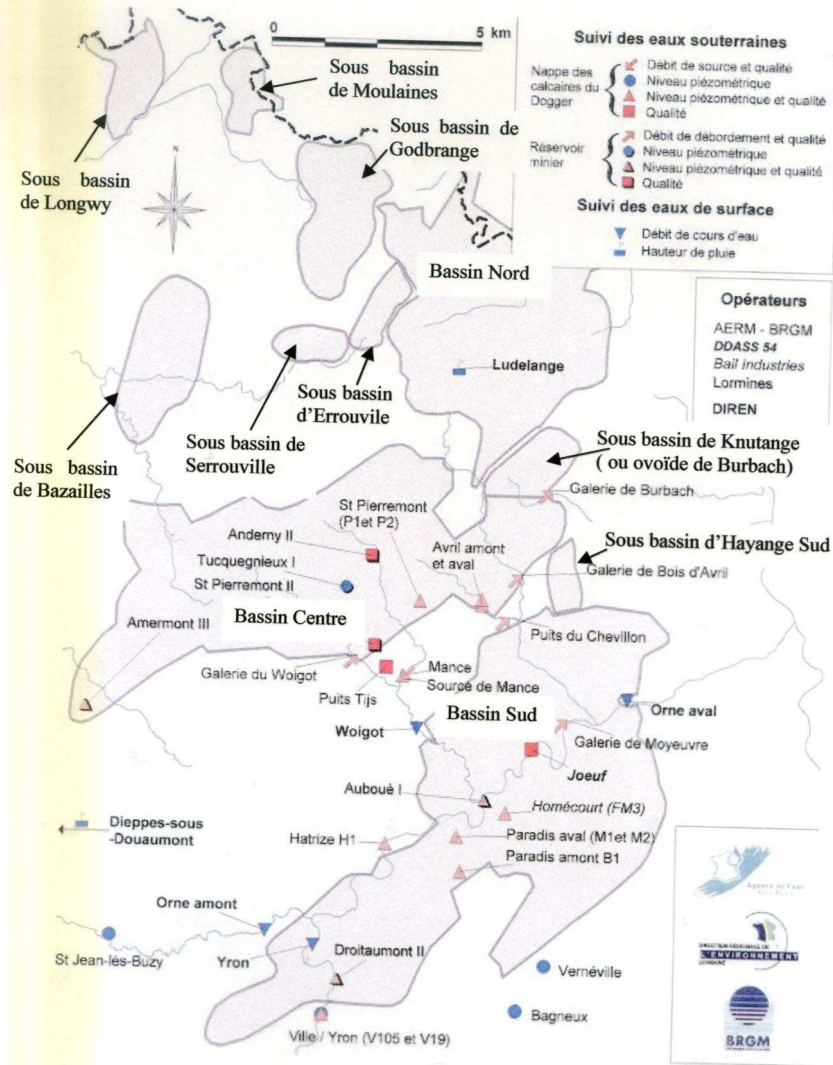 5 km
Suivi des eaux souterraines
Nappe des
calcaires du
Dogger
Débit de source et qualité
Niveau piézométrique
Niveau piézométrique et qualité
Qualité
Réservoir
minier
Débit de débordement et qualité
Niveau piézométrique
Niveau piézométrique et qualité
Qualité
Suivi des eaux de surface
Débit de cours d'eau
Hauteur de pluie
Opérateurs
AERM - BRGM
DDASS 54
Bail Industries
Lormines
DIREN
Sous bassin
de Moulaines
Sous bassin de
Godbrange
Sous bassin
de Longwy
N
0
Bassin Nord
Ludelange
Sous bassin
d'Errouvile
Sous bassin de
Serrouville
Sous bassin
de Bazailles
Sous bassin de Knutange
( ou ovoïde de Burbach)
Galerie de Burbach
St Pierremont
(P1et P2)
Anderny II
Tucquegnieux I
St Pierremont II
Avril amont
et aval
Sous bassin d'Hayange Sud
Galerie de Bois d'Avril
Bassin Centre
Amermont III
Puits du Chevillon
Galerie du Woigot
Mance
Source de Mance
Puits Tijs
Bassin Sud
Orne aval
Woigot
Galerie de Moyeuvre
Joeuf
Auboué I
Homécourt (FM3)
Dieppes-sous
-Douaumont
Hatrize H1
Paradis aval (M1et M2)
Paradis amont B1
Orne amont
St Jean-lès-Buzy
Yron
Droitaumont II
Vernéville
Bagneux
Ville / Yron (V105 et V19)
Agence de l'eau
DIRECTION RÉGIONALE DE
L'ENVIRONNEMENT
LORRAINE
BRGM